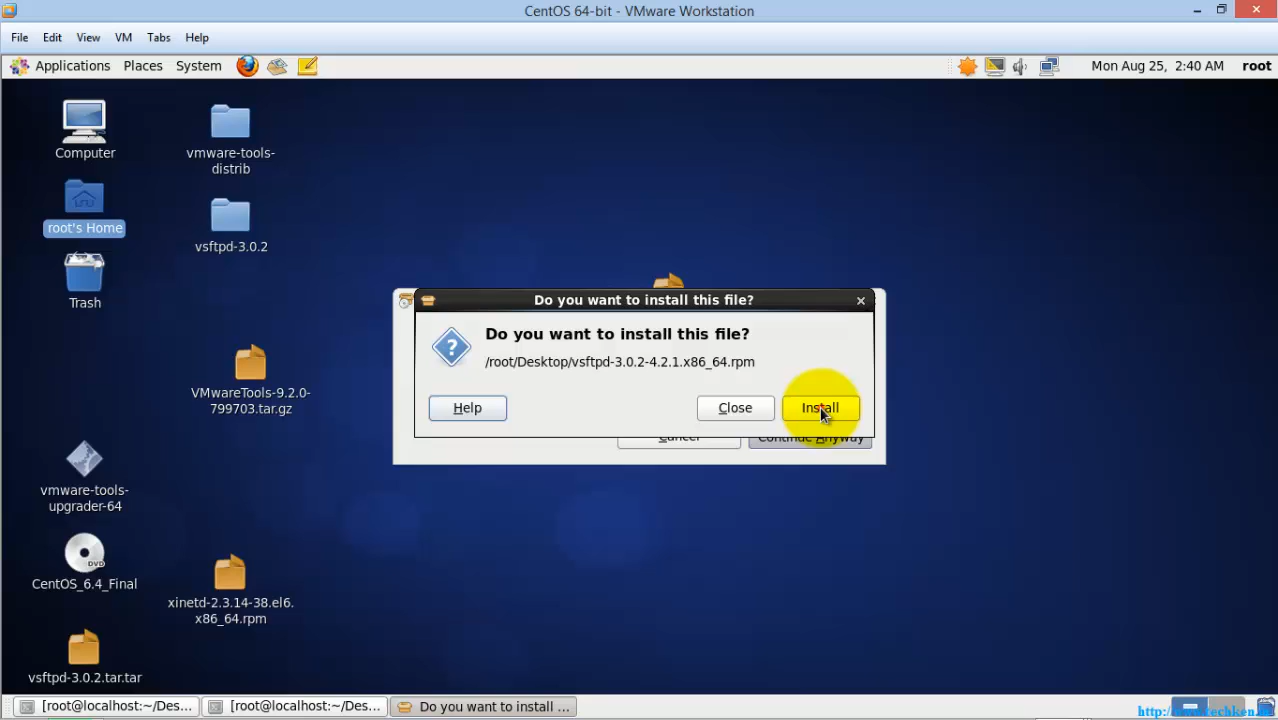 CentOS 64-bit - VMware Workstation
File Edit View VM Tabs Help
Applications Places System
Mon Aug 25, 2:40 AM root
Computer
vmware-tools-
distrib
root's Home
vsftpd-3.0.2
Trash
Do you want to install this file?
Do you want to install this file?
/root/Desktop/vsftpd-3.0.2-4.2.1.x86_64.rpm
Help Close Install
Cancel Continue Anyway
VMwareTools-9.2.0-
799703.tar.gz
vmware-tools-
upgrader-64
DVD
CentOS_6.4_Final
xinetd-2.3.14-38.el6.
x86_64.rpm
vsftpd-3.0.2.tar.tar
[root@localhost:~/Des... [root@localhost:~/Des... Do you want to install ...